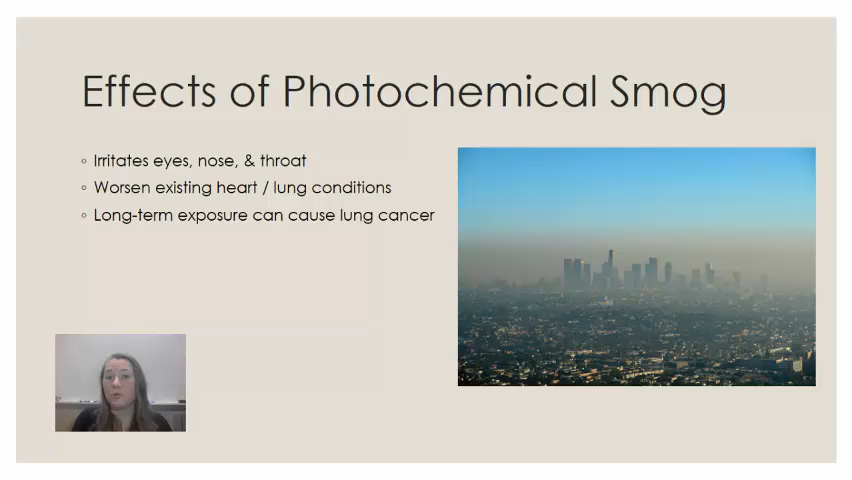 Effects of Photochemical Smog
◦ Irritates eyes, nose, & throat
◦ Worsen existing heart / lung conditions
◦ Long-term exposure can cause lung cancer